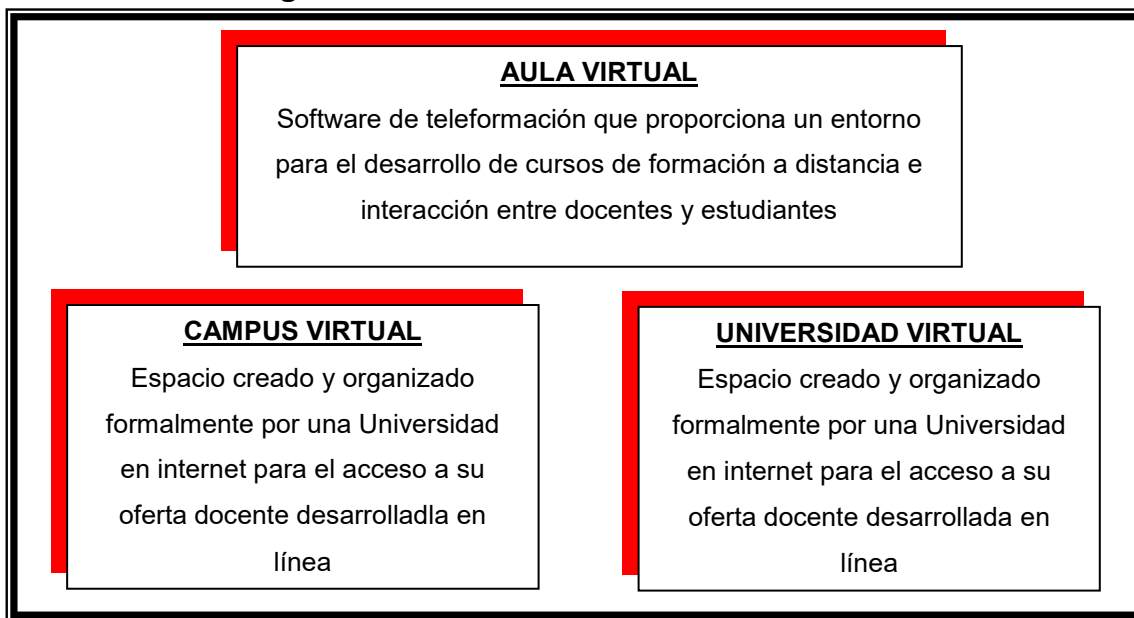 AULA VIRTUAL
Software de teleformación que proporciona un entorno
para el desarrollo de cursos de formación a distancia e
interacción entre docentes y estudiantes
CAMPUS VIRTUAL
Espacio creado y organizado
formalmente por una Universidad
en internet para el acceso a su
oferta docente desarrolladla en
línea
UNIVERSIDAD VIRTUAL
Espacio creado y organizado
formalmente por una Universidad
en internet para el acceso a su
oferta docente desarrollada en
línea